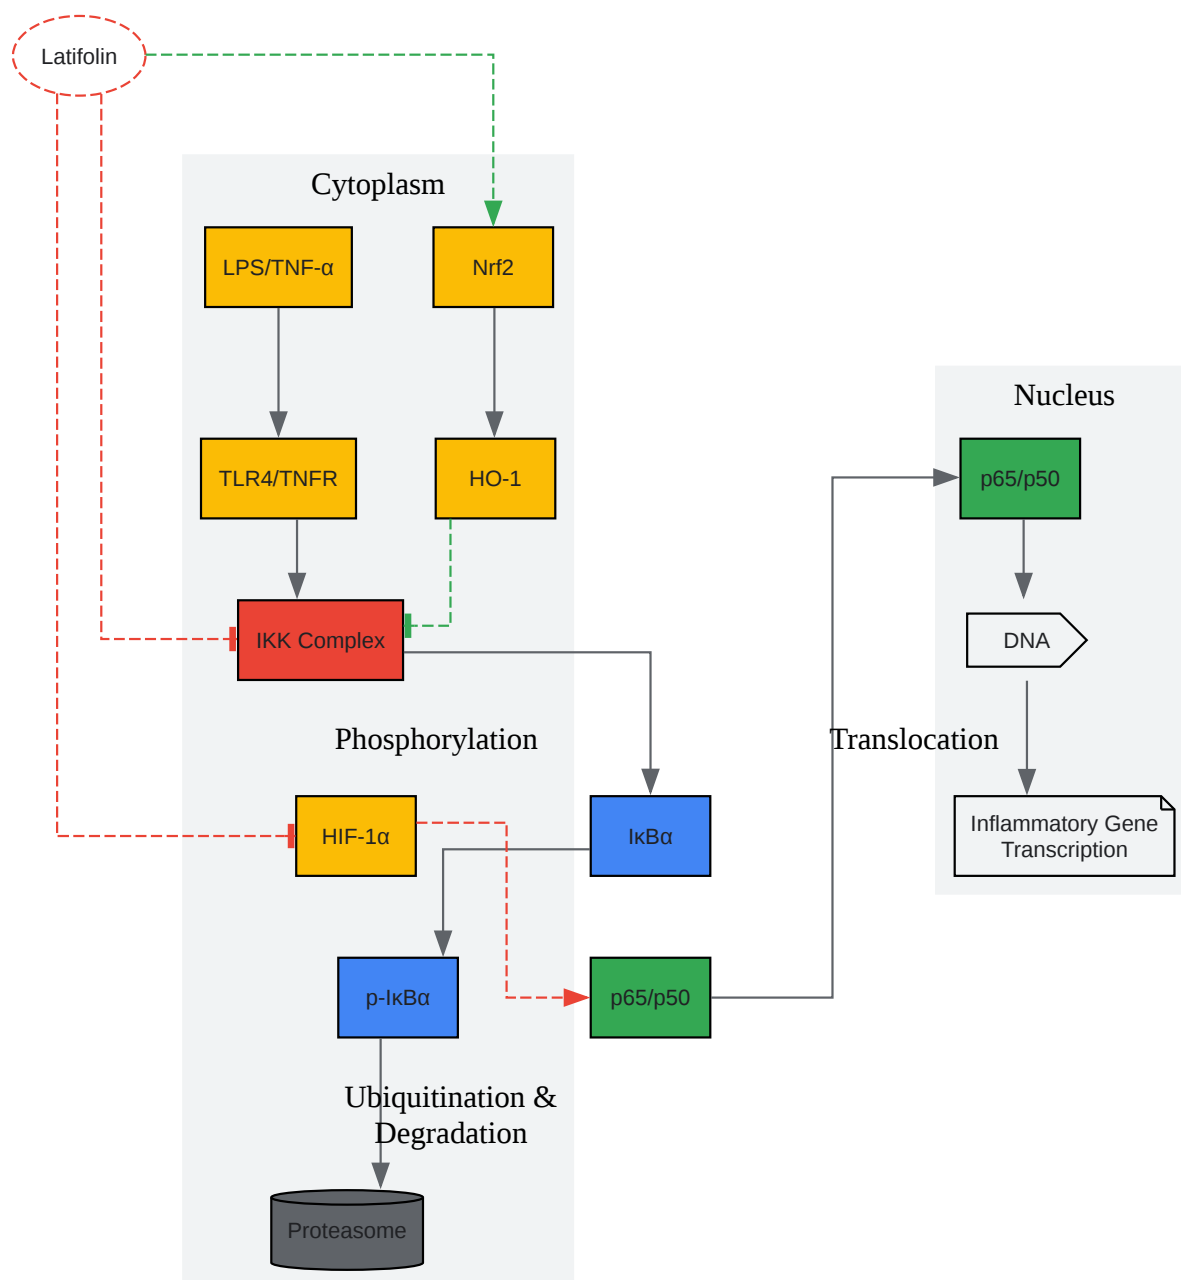 Latifolin
Cytoplasm
LPS/TNF-α
Nrf2
Nucleus
TLR4/TNFR
HO-1
p65/p50
IKK Complex
DNA
Phosphorylation
Translocation
HIF-1α
IκBα
Inflammatory Gene
Transcription
p-IκBα
p65/p50
Ubiquitination &
Degradation
Proteasome